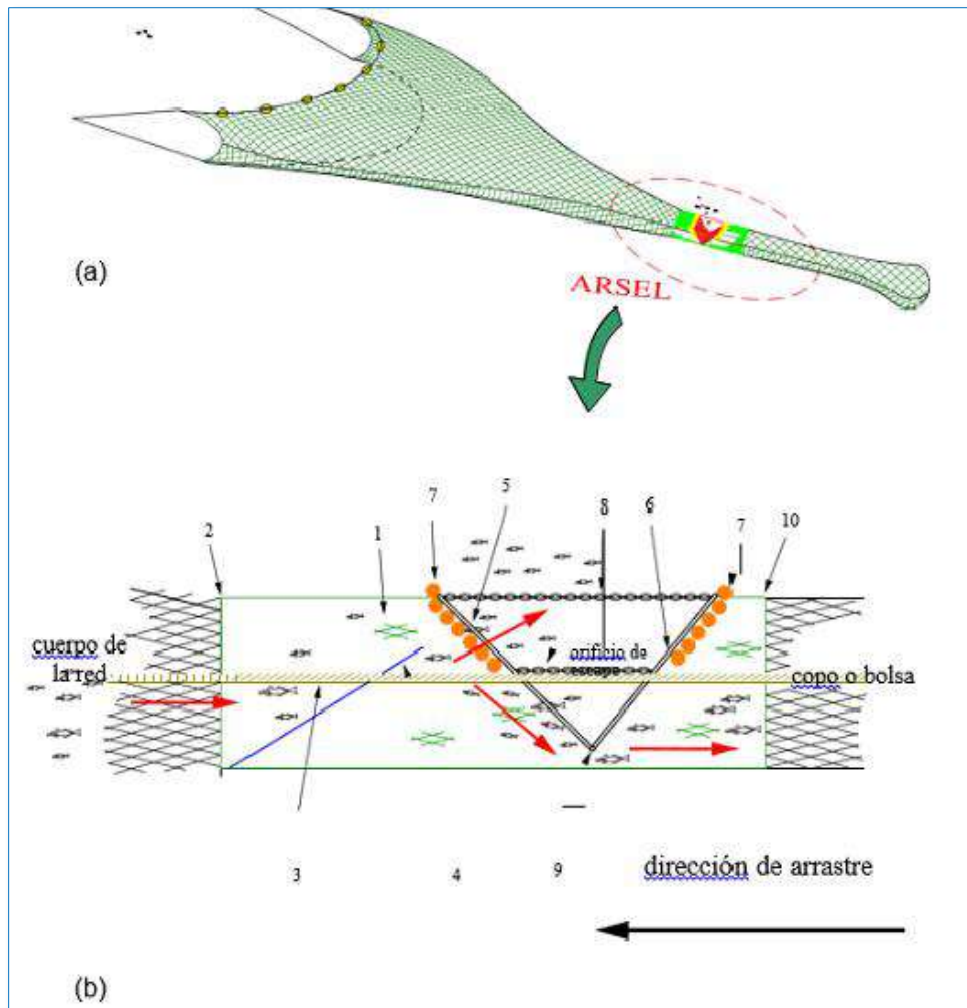 (a)
ARSEL
7 5 8 6 7 10
2 1
cuerpo de
la red
orificio de
escape
copo o bolsa
3 4 9
dirección de arrastre
(b)